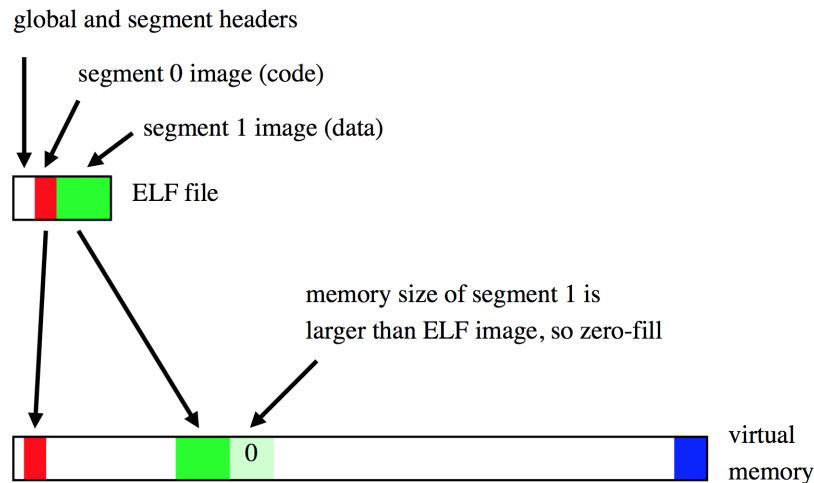 global and segment headers
segment 0 image (code)
segment 1 image (data)
ELF file
memory size of segment 1 is
larger than ELF image, so zero-fill
0
virtual
memory